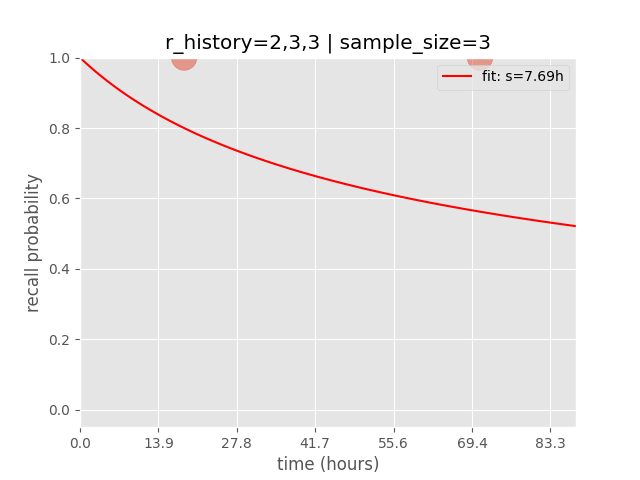 r_history=2,3,3 | sample_size=3
fit: s=7.69h
recall probability
1.0
0.8
0.6
0.4
0.2
0.0
0.0 13.9 27.8 41.7 55.6 69.4 83.3
time (hours)